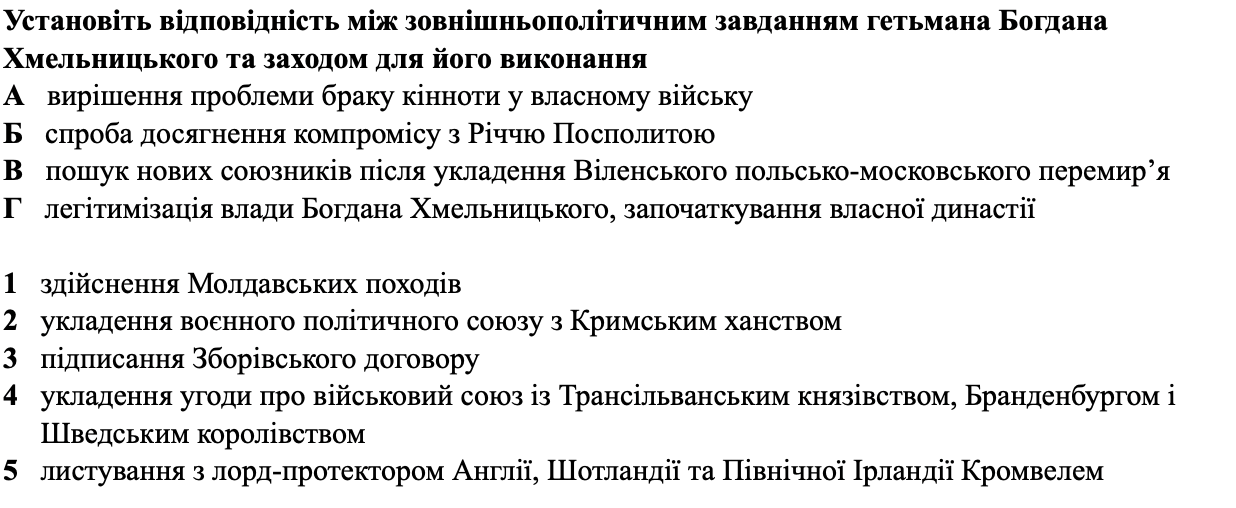 Установіть відповідність між зовнішньополітичним завданням гетьмана Богдана
Хмельницького та заходом для його виконання
А вирішення проблеми браку кінноти у власному війську
Б спроба досягнення компромісу з Річчю Посполитою
В пошук нових союзників після укладення Віленського польсько-московського перемир’я
Г легітимізація влади Богдана Хмельницького, започаткування власної династії
1 здійснення Молдавських походів
2 укладення воєнного політичного союзу з Кримським ханством
3 підписання Зборівського договору
4 укладення угоди про військовий союз із Трансільванським князівством, Бранденбургом і
Шведським королівством
5 листування з лорд-протектором Англії, Шотландії та Північної Ірландії Кромвелем